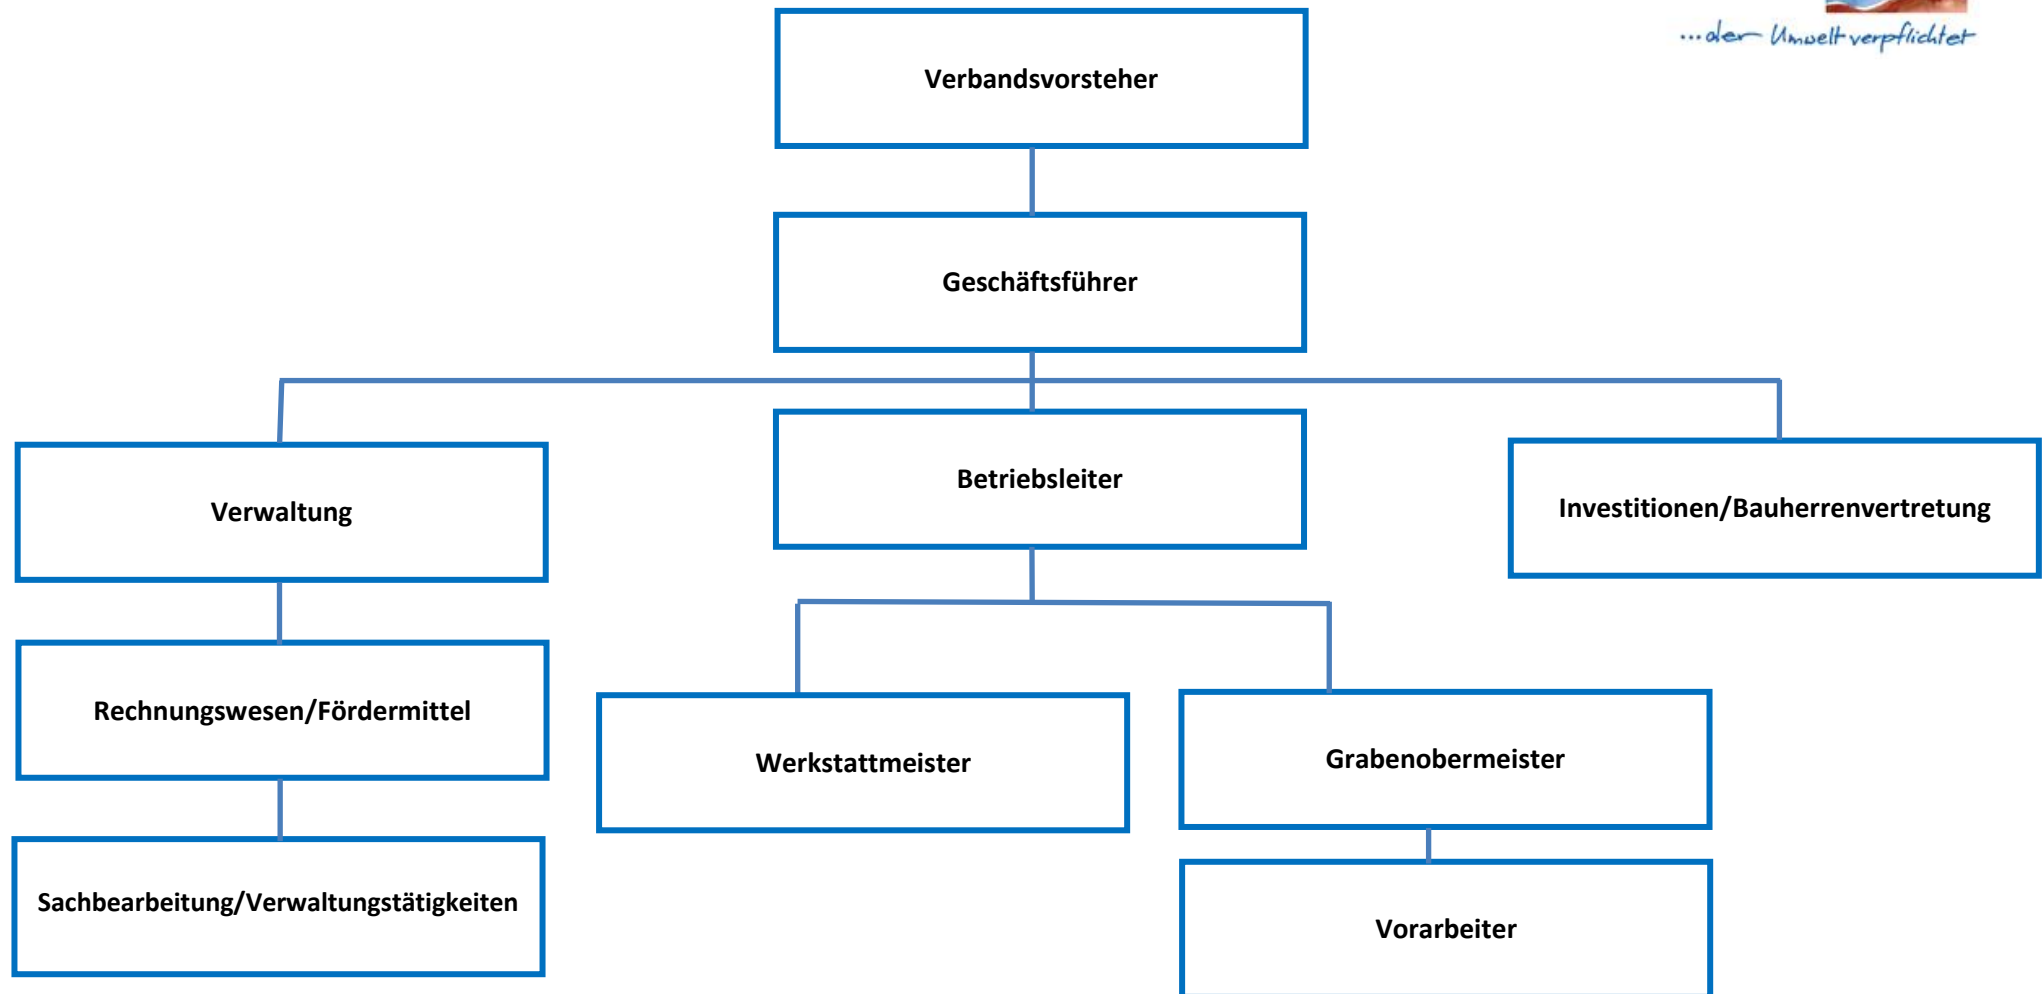 ...der Umwelt verpflichtet
Verbandsvorsteher
Geschäftsführer
Betriebsleiter
Verwaltung
Investitionen/Bauherrenvertretung
Rechnungswesen/Fördermittel
Werkstattmeister
Grabenobermeister
Sachbearbeitung/Verwaltungstätigkeiten
Vorarbeiter